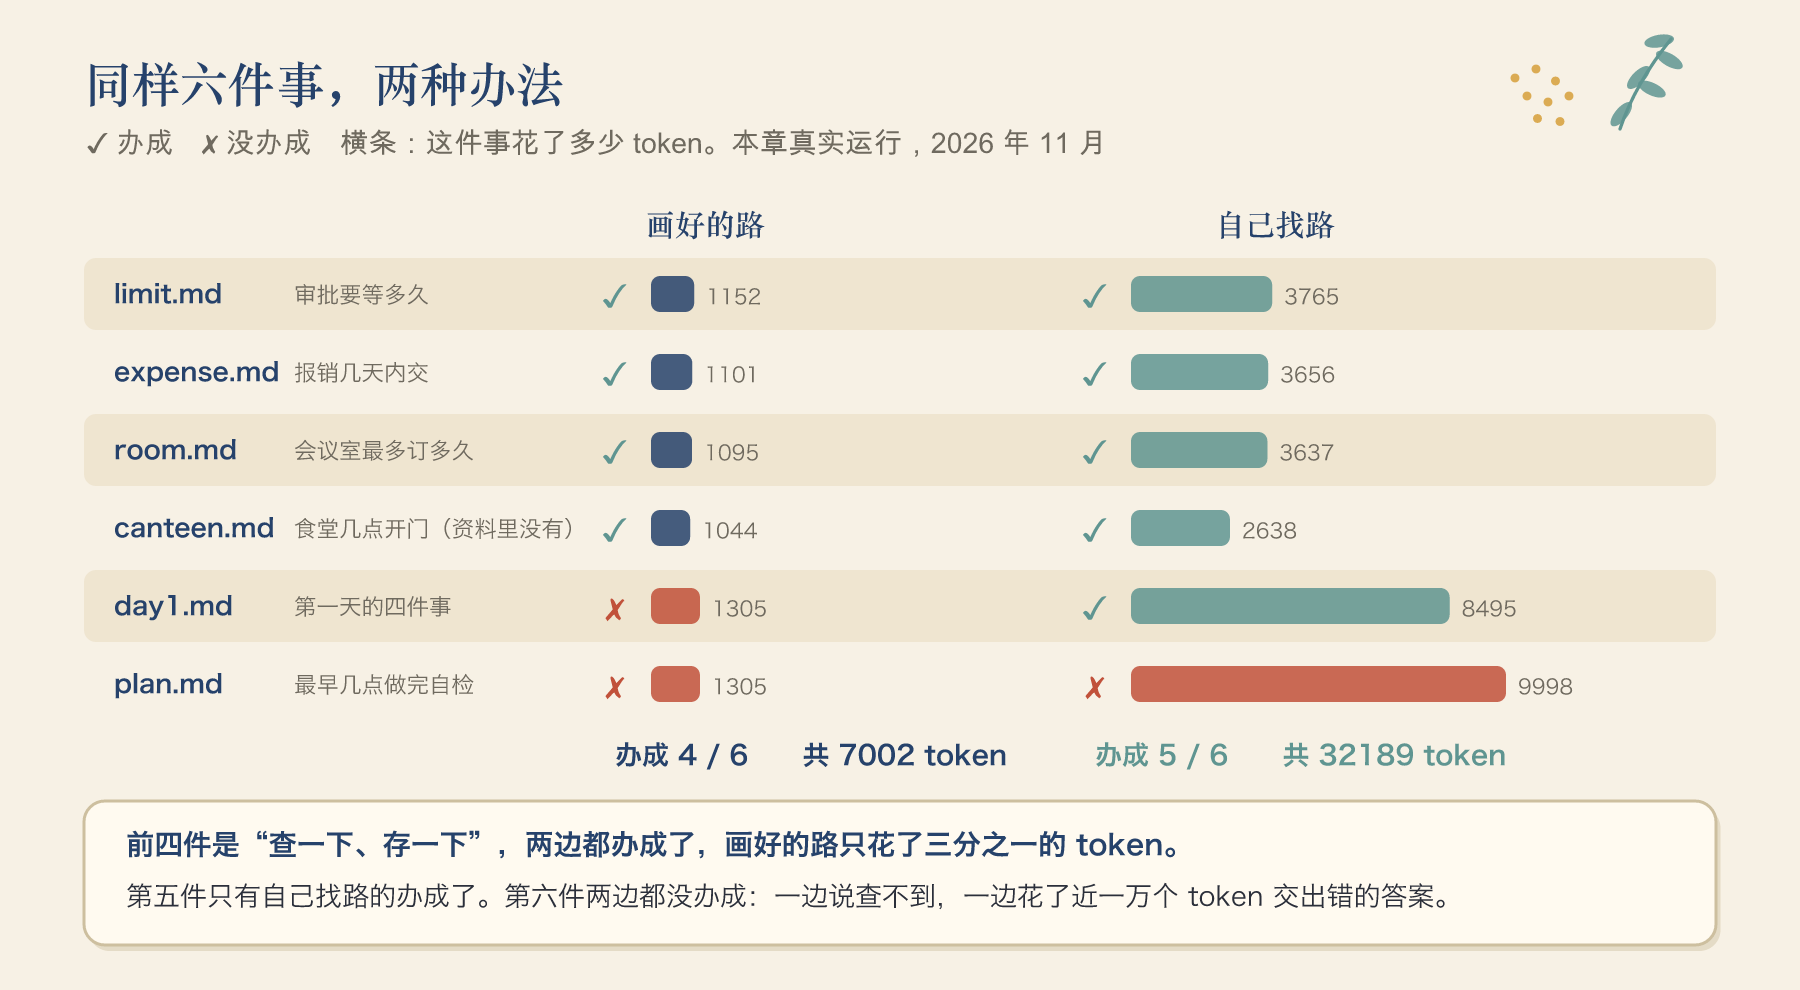 同样六件事，两种办法
✓ 办成 ✗ 没办成 横条：这件事花了多少 token。本章真实运行，2026 年 11 月
画好的路 自己找路
limit.md 审批要等多久 ✓ 1152 ✓ 3765
expense.md 报销几天内交 ✓ 1101 ✓ 3656
room.md 会议室最多订多久 ✓ 1095 ✓ 3637
canteen.md 食堂几点开门（资料里没有） ✓ 1044 ✓ 2638
day1.md 第一天的四件事 ✗ 1305 ✓ 8495
plan.md 最早几点做完自检 ✗ 1305 ✗ 9998
办成 4 / 6 共 7002 token 办成 5 / 6 共 32189 token
前四件是“查一下、存一下”，两边都办成了，画好的路只花了三分之一的 token。
第五件只有自己找路的办成了。第六件两边都没办成：一边说查不到，一边花了近一万个 token 交出错的答案。